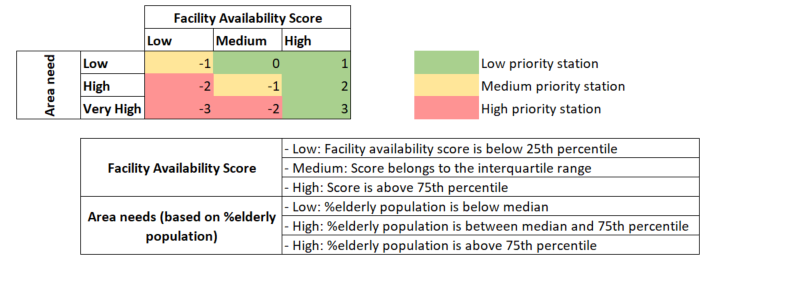 Facility Availability Score
Low Medium High
Area need
Low -1 0 1
High -2 -1 2
Very High -3 -2 3
Low priority station
Medium priority station
High priority station
Facility Availability Score
- Low: Facility availability score is below 25th percentile
- Medium: Score belongs to the interquartile range
- High: Score is above 75th percentile
Area needs (based on %elderly
population)
- Low: %elderly population is below median
- High: %elderly population is between median and 75th percentile
- High: %elderly population is above 75th percentile